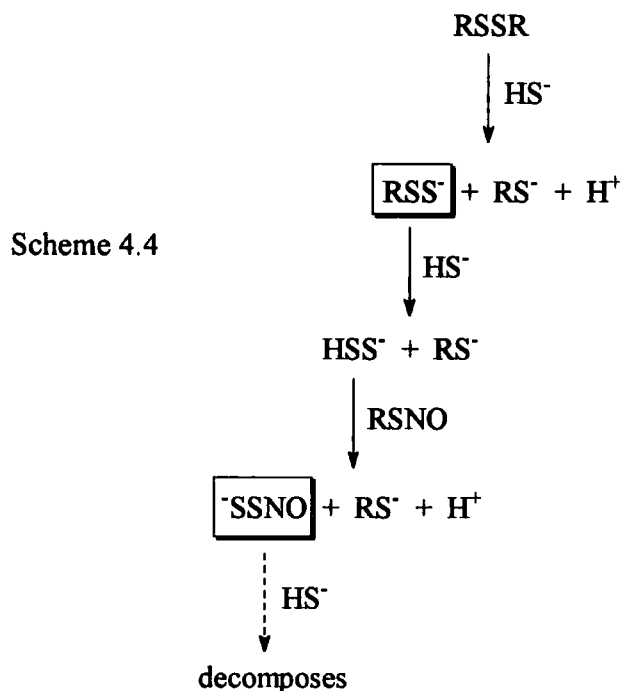 RSSR
HS⁻
RSS⁻ + RS⁻ + H⁺
Scheme 4.4
HS⁻
HSS⁻ + RS⁻
RSNO
⁻SSNO + RS⁻ + H⁺
HS⁻
decomposes